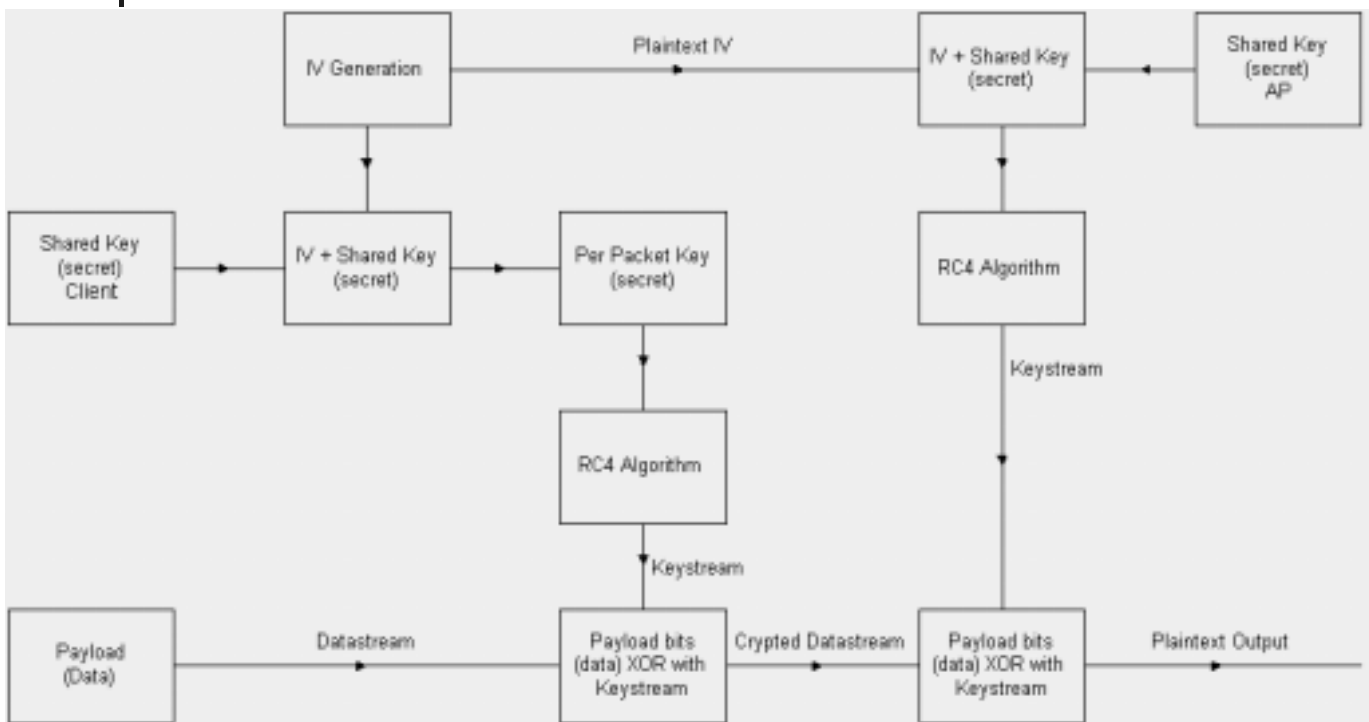 IV Generation
Plaintext IV
IV + Shared Key
(secret)
Shared Key
(secret)
AP
Shared Key
(secret)
Client
IV + Shared Key
(secret)
Per Packet Key
(secret)
RC4 Algorithm
Keystream
RC4 Algorithm
Keystream
Payload
(Data)
Datastream
Payload bits
(data) XOR with
Keystream
Crypted Datastream
Payload bits
(data) XOR with
Keystream
Plaintext Output